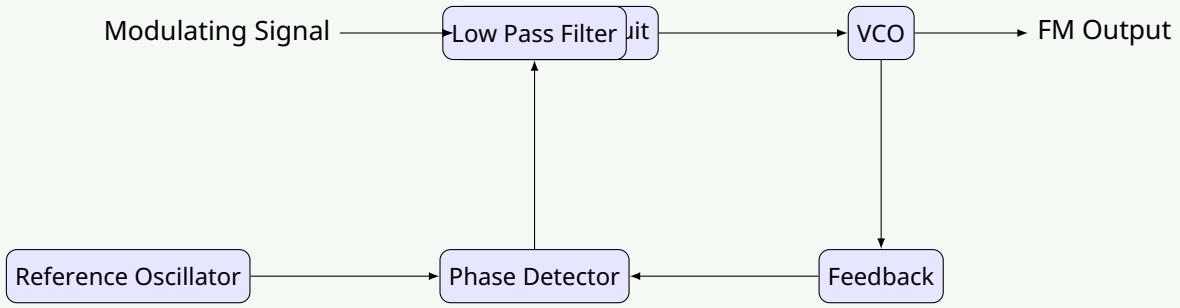 Modulating Signal
Low Pass Filter
VCO
FM Output
Reference Oscillator
Phase Detector
Feedback